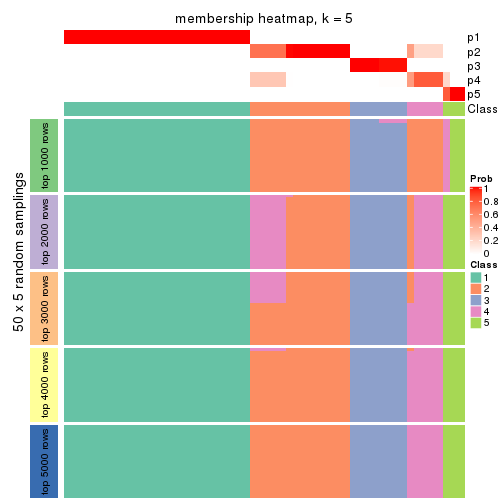 membership heatmap, k = 5
p1
p2
p3
p4
p5
Class
50 x 5 random samplings
top 1000 rows
top 2000 rows
top 3000 rows
top 4000 rows
top 5000 rows
Prob
1
0.8
0.6
0.4
0.2
0
Class
1
2
3
4
5